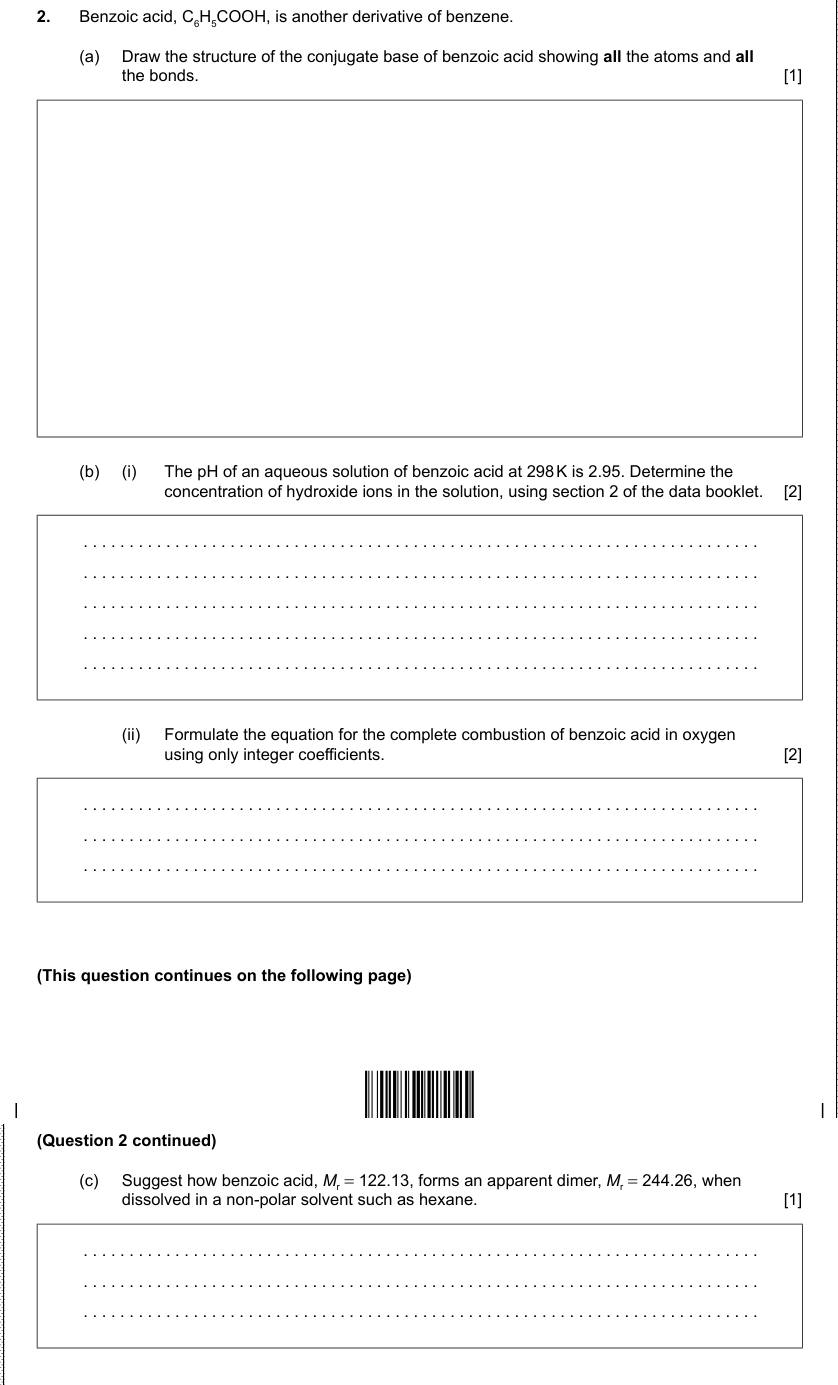 2. Benzoic acid, C₆H₅COOH, is another derivative of benzene.
(a) Draw the structure of the conjugate base of benzoic acid showing all the atoms and all
the bonds. [1]
(b) (i) The pH of an aqueous solution of benzoic acid at 298 K is 2.95. Determine the
concentration of hydroxide ions in the solution, using section 2 of the data booklet. [2]
(ii) Formulate the equation for the complete combustion of benzoic acid in oxygen
using only integer coefficients. [2]
(This question continues on the following page)
(Question 2 continued)
(c) Suggest how benzoic acid, Mᵣ = 122.13, forms an apparent dimer, Mᵣ = 244.26, when
dissolved in a non-polar solvent such as hexane. [1]